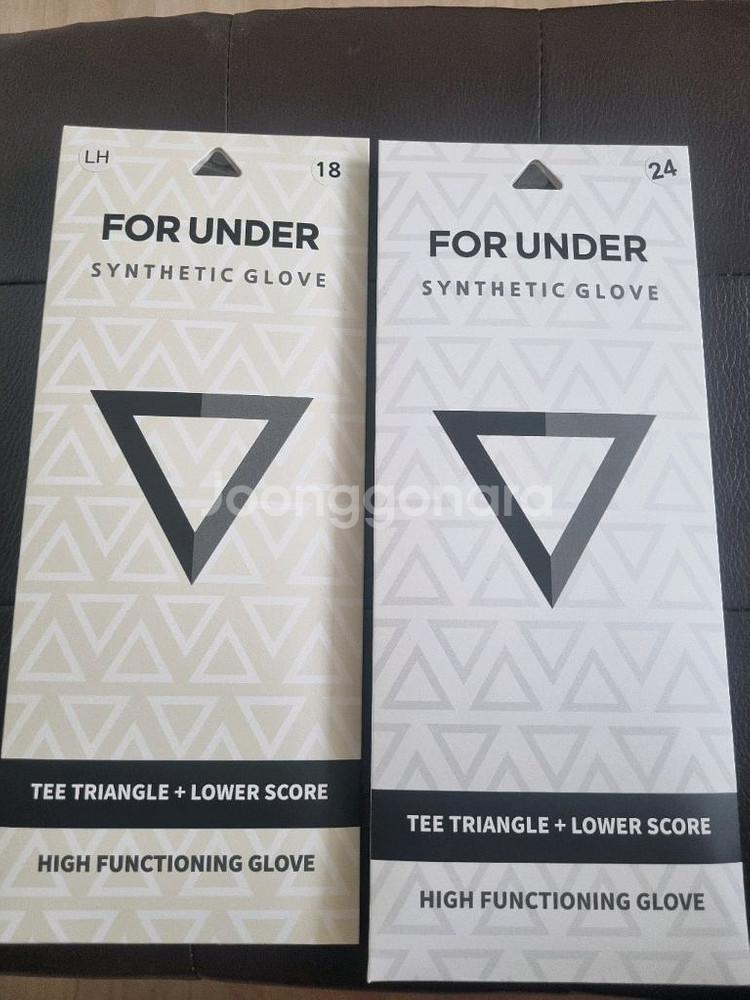 LH
18
FOR UNDER
SYNTHETIC GLOVE
TEE TRIANGLE + LOWER SCORE
HIGH FUNCTIONING GLOVE
24
FOR UNDER
SYNTHETIC GLOVE
TEE TRIANGLE + LOWER SCORE
HIGH FUNCTIONING GLOVE
Joonggonara